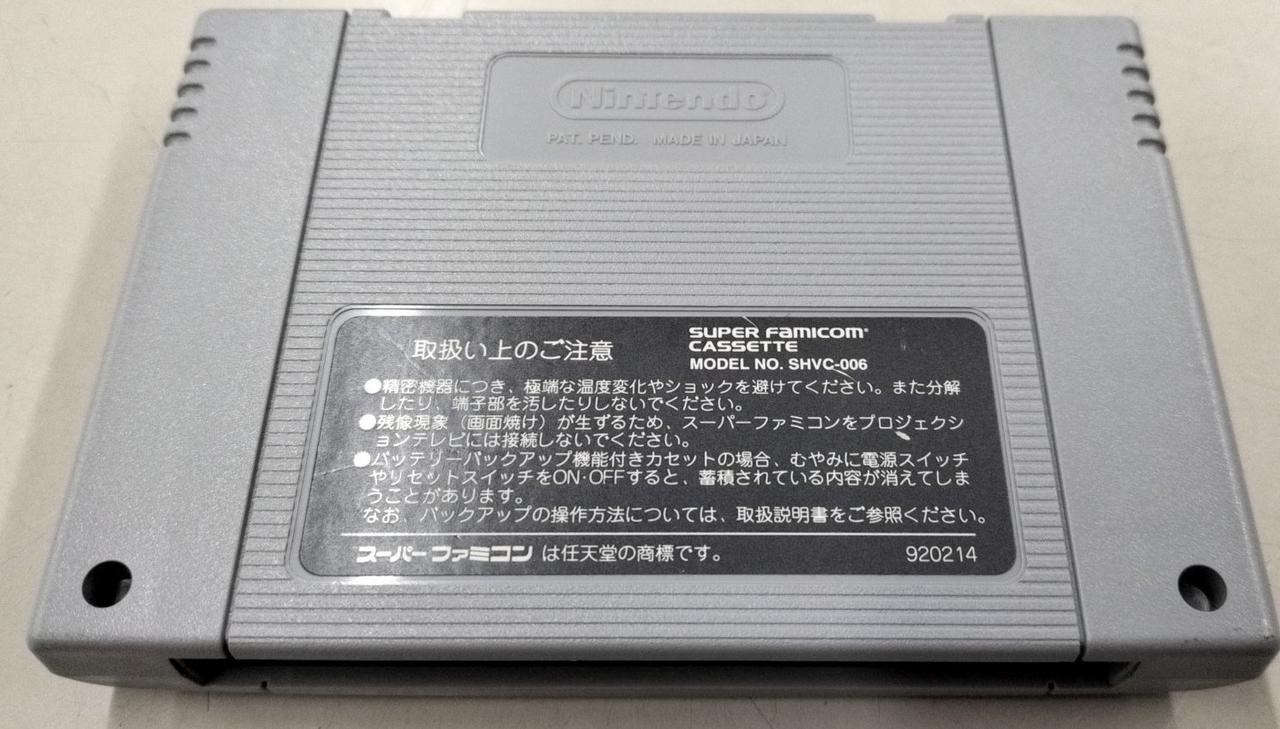 Nintendo
PAT. PEND. MADE IN JAPAN
取扱い上のご注意
SUPER FAMICOM
CASSETTE
MODEL NO. SHVC-006
●精密機器につき、極端な温度変化やショックを避けてください。また分解
したり、端子部を汚したりしないでください。
●残像現象（画面焼け）が生ずるため、スーパーファミコンをプロジェクシ
ョンテレビには接続しないでください。
●バッテリーバックアップ機能付きカセットの場合、むやみに電源スイッチ
やリセットスイッチをON·OFFすると、蓄積されている内容が消えてしま
うことがあります。
なお、バックアップの操作方法については、取扱説明書をご参照ください。
スーパーファミコン は任天堂の商標です。
920214